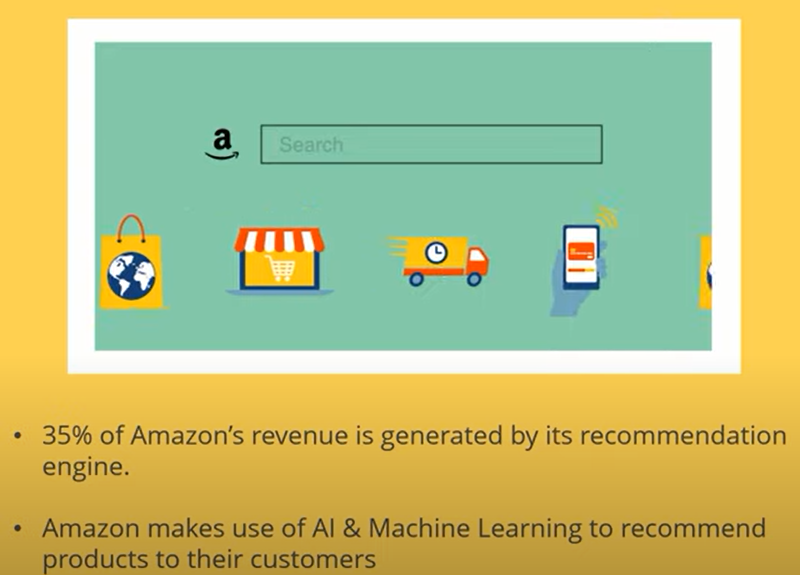 a
Search
• 35% of Amazon’s revenue is generated by its recommendation
engine.
• Amazon makes use of AI & Machine Learning to recommend
products to their customers